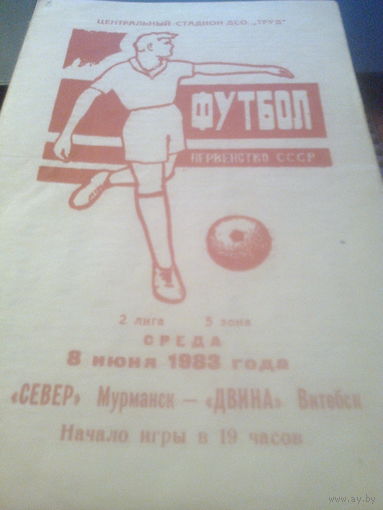 ЦЕНТРАЛЬНЫЙ СТАДИОН ДСО „ТРУД"
ФУТБОЛ
ПЕРВЕНСТВО СССР
2 лига 5 зона
СРЕДА
8 июня 1983 года
«СЕВЕР» Мурманск — «ДВИНА» Витебск
Начало игры в 19 часов
www.ay.by